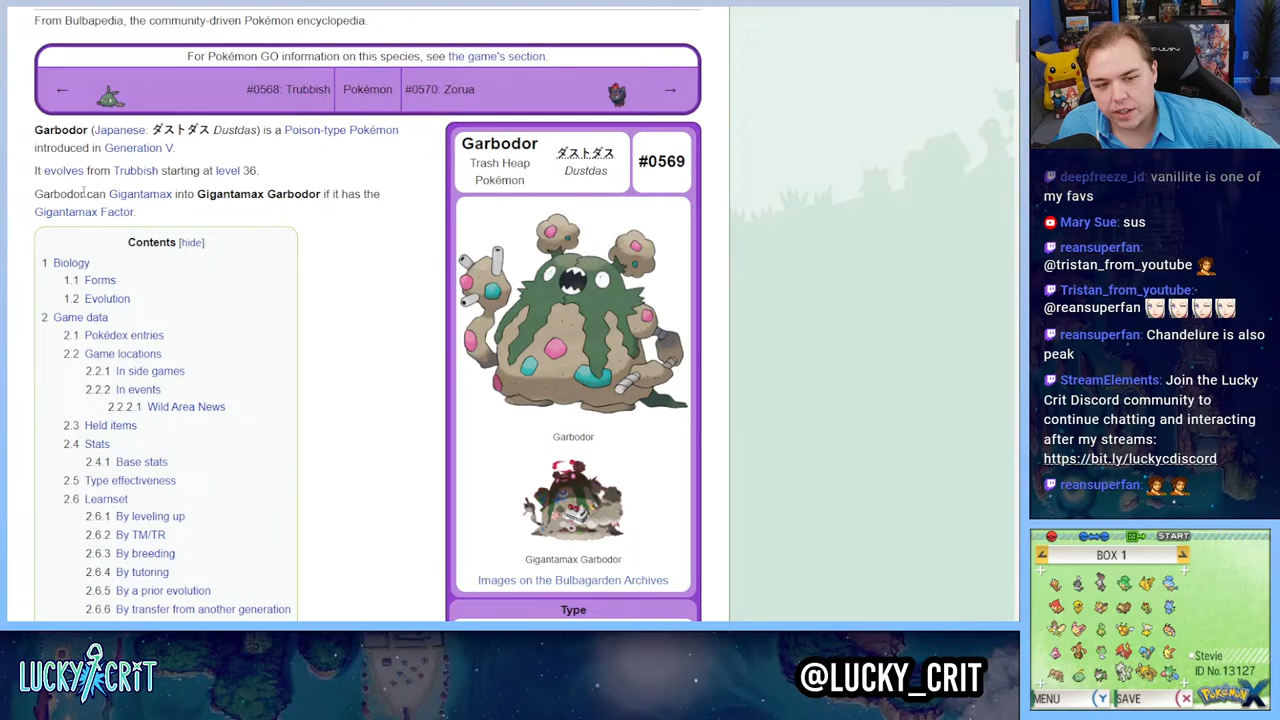 From Bulbapedia, the community-driven Pokémon encyclopedia.
For Pokémon GO information on this species, see the game's section.
← #0568: Trubbish Pokémon #0570: Zorua →
Garbodor (Japanese: ダストダス Dustdas) is a Poison-type Pokémon
introduced in Generation V.
It evolves from Trubbish starting at level 36.
Garbodor can Gigantamax into Gigantamax Garbodor if it has the
Gigantamax Factor.
Contents [hide]
1 Biology
1.1 Forms
1.2 Evolution
2 Game data
2.1 Pokédex entries
2.2 Game locations
2.2.1 In side games
2.2.2 In events
2.2.2.1 Wild Area News
2.3 Held items
2.4 Stats
2.4.1 Base stats
2.5 Type effectiveness
2.6 Learnset
2.6.1 By leveling up
2.6.2 By TM/TR
2.6.3 By breeding
2.6.4 By tutoring
2.6.5 By a prior evolution
2.6.6 By transfer from another generation
Garbodor
Trash Heap
Pokémon
ダストダス
Dustdas
#0569
Garbodor
Gigantamax Garbodor
Images on the Bulbagarden Archives
Type
deepfreeze_id: vanillite is one of
my favs
Mary Sue: sus
reansuperfan:
@tristan_from_youtube
Tristan_from_youtube:
@reansuperfan
reansuperfan: Chandelure is also
peak
StreamElements: Join the Lucky
Crit Discord community to
continue chatting and interacting
after my streams:
https://bit.ly/luckycdiscord
reansuperfan:
START
BOX 1
Stevie
ID No.13127
MENU Y SAVE X
Pokémon X
LUCKY CRIT
@LUCKY_CRIT